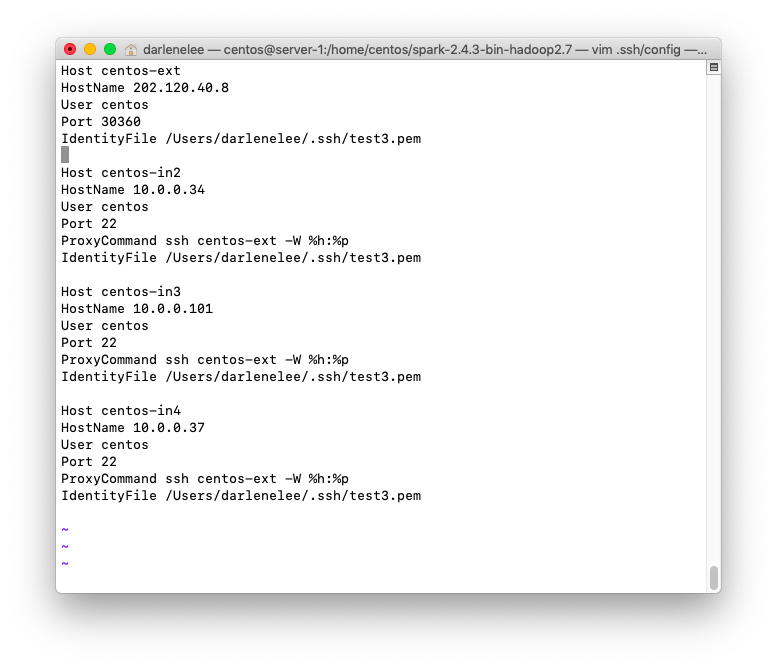 darlenelee — centos@server-1:/home/centos/spark-2.4.3-bin-hadoop2.7 — vim .ssh/config —...
Host centos-ext
HostName 202.120.40.8
User centos
Port 30360
IdentityFile /Users/darlenelee/.ssh/test3.pem
Host centos-in2
HostName 10.0.0.34
User centos
Port 22
ProxyCommand ssh centos-ext -W %h:%p
IdentityFile /Users/darlenelee/.ssh/test3.pem
Host centos-in3
HostName 10.0.0.101
User centos
Port 22
ProxyCommand ssh centos-ext -W %h:%p
IdentityFile /Users/darlenelee/.ssh/test3.pem
Host centos-in4
HostName 10.0.0.37
User centos
Port 22
ProxyCommand ssh centos-ext -W %h:%p
IdentityFile /Users/darlenelee/.ssh/test3.pem
~
~
~